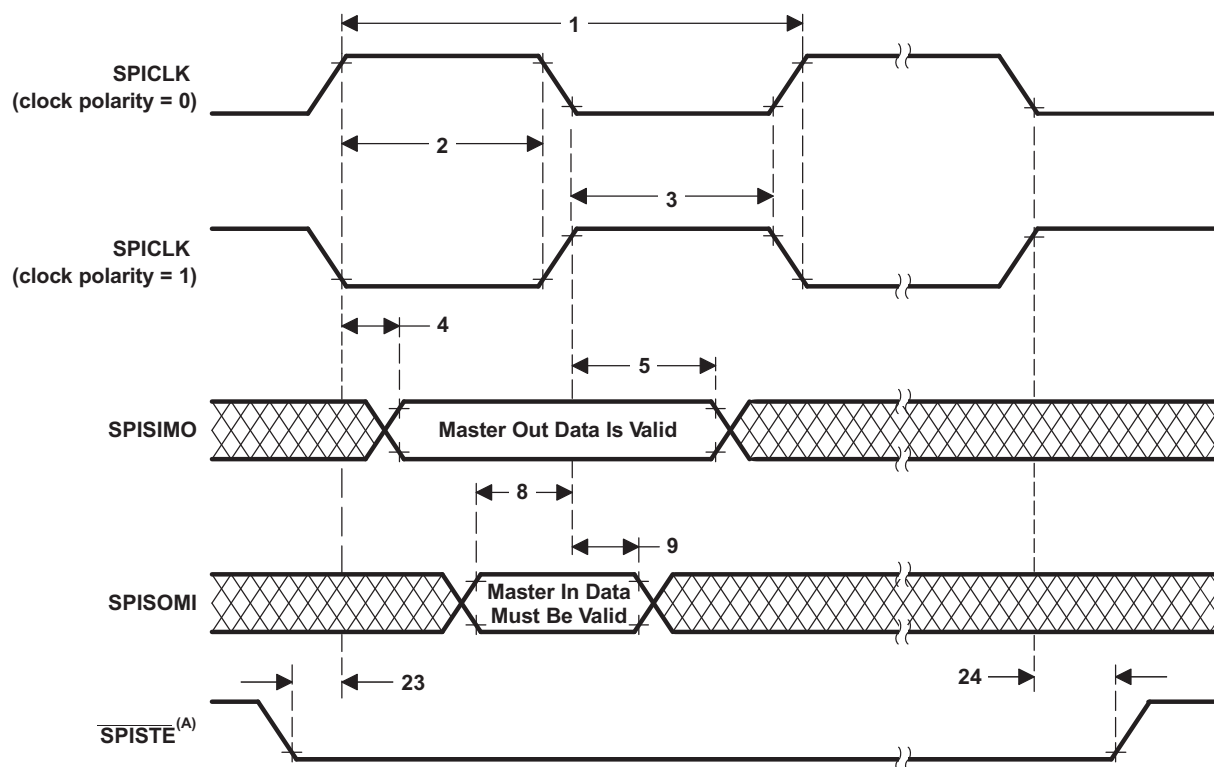 1
SPICLK
(clock polarity = 0)
2
3
SPICLK
(clock polarity = 1)
4
5
SPISIMO
Master Out Data Is Valid
8
9
SPISOMI
Master In Data
Must Be Valid
23
24
SPISTE(A)